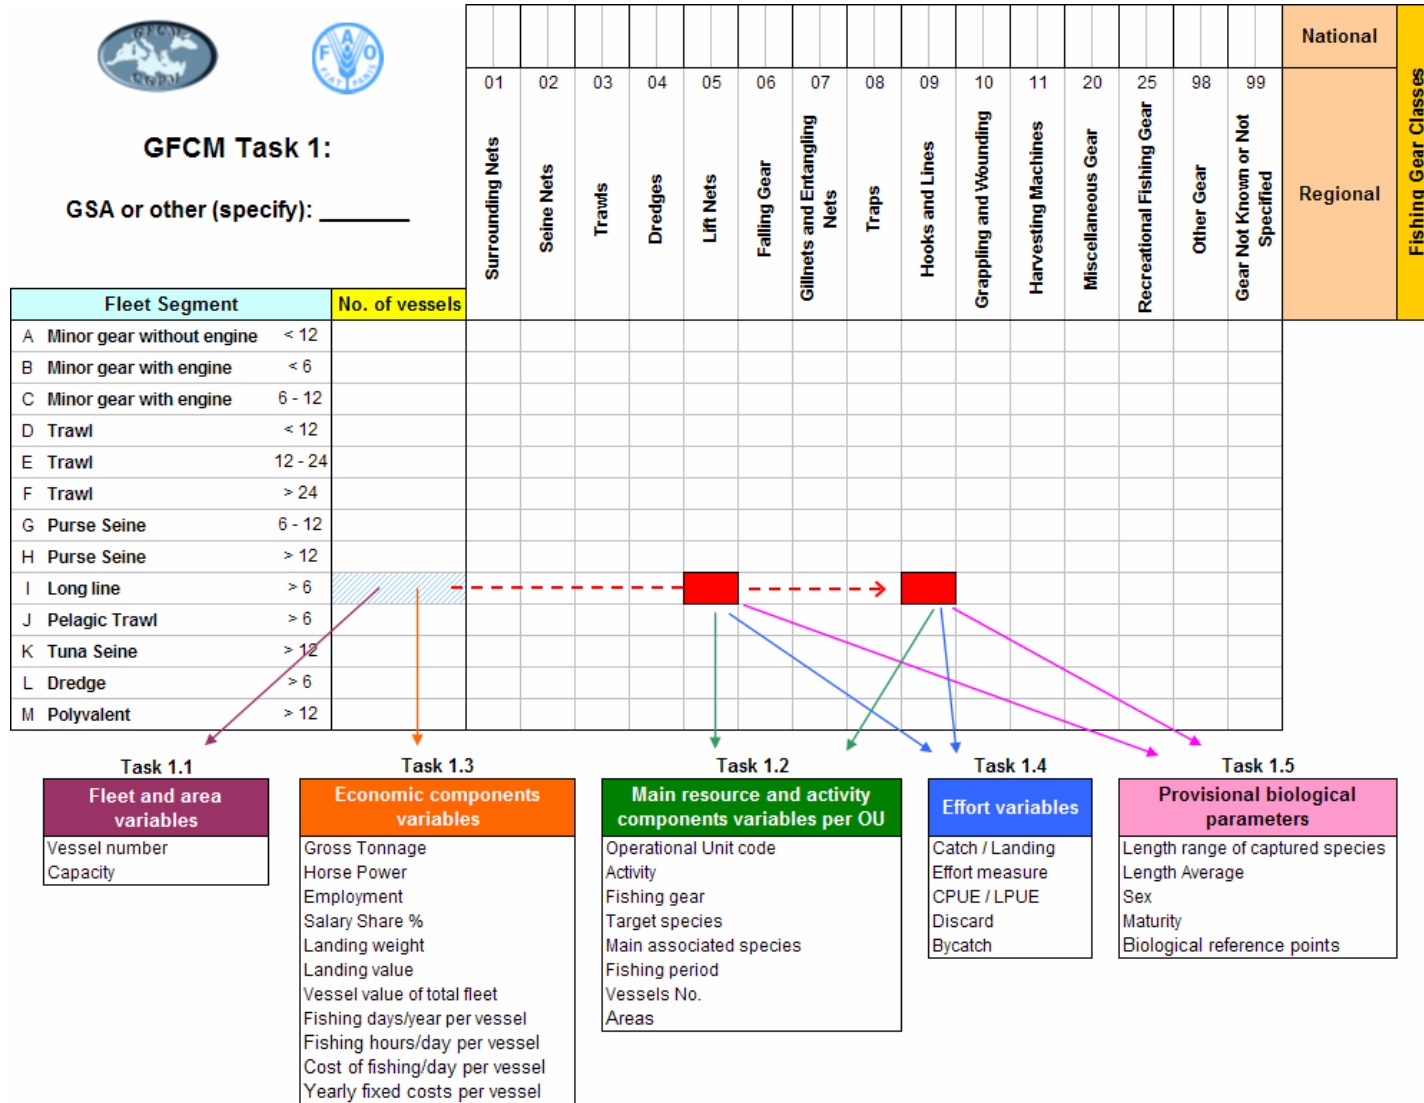 GFCM
CGPM
F A O
FIAT PANIS
GFCM Task 1:
GSA or other (specify): _______
National
01 02 03 04 05 06 07 08 09 10 11 20 25 98 99
Surrounding Nets
Seine Nets
Trawls
Dredges
Lift Nets
Falling Gear
Gillnets and Entangling
Nets
Traps
Hooks and Lines
Grappling and Wounding
Harvesting Machines
Miscellaneous Gear
Recreational Fishing Gear
Other Gear
Gear Not Known or Not
Specified
Regional
Fishing Gear Classes
Fleet Segment No. of vessels
A Minor gear without engine < 12
B Minor gear with engine < 6
C Minor gear with engine 6 - 12
D Trawl < 12
E Trawl 12 - 24
F Trawl > 24
G Purse Seine 6 - 12
H Purse Seine > 12
I Long line > 6
J Pelagic Trawl > 6
K Tuna Seine > 12
L Dredge > 6
M Polyvalent > 12
Task 1.1
Fleet and area
variables
Vessel number
Capacity
Task 1.3
Economic components
variables
Gross Tonnage
Horse Power
Employment
Salary Share %
Landing weight
Landing value
Vessel value of total fleet
Fishing days/year per vessel
Fishing hours/day per vessel
Cost of fishing/day per vessel
Yearly fixed costs per vessel
Task 1.2
Main resource and activity
components variables per OU
Operational Unit code
Activity
Fishing gear
Target species
Main associated species
Fishing period
Vessels No.
Areas
Task 1.4
Effort variables
Catch / Landing
Effort measure
CPUE / LPUE
Discard
Bycatch
Task 1.5
Provisional biological
parameters
Length range of captured species
Length Average
Sex
Maturity
Biological reference points